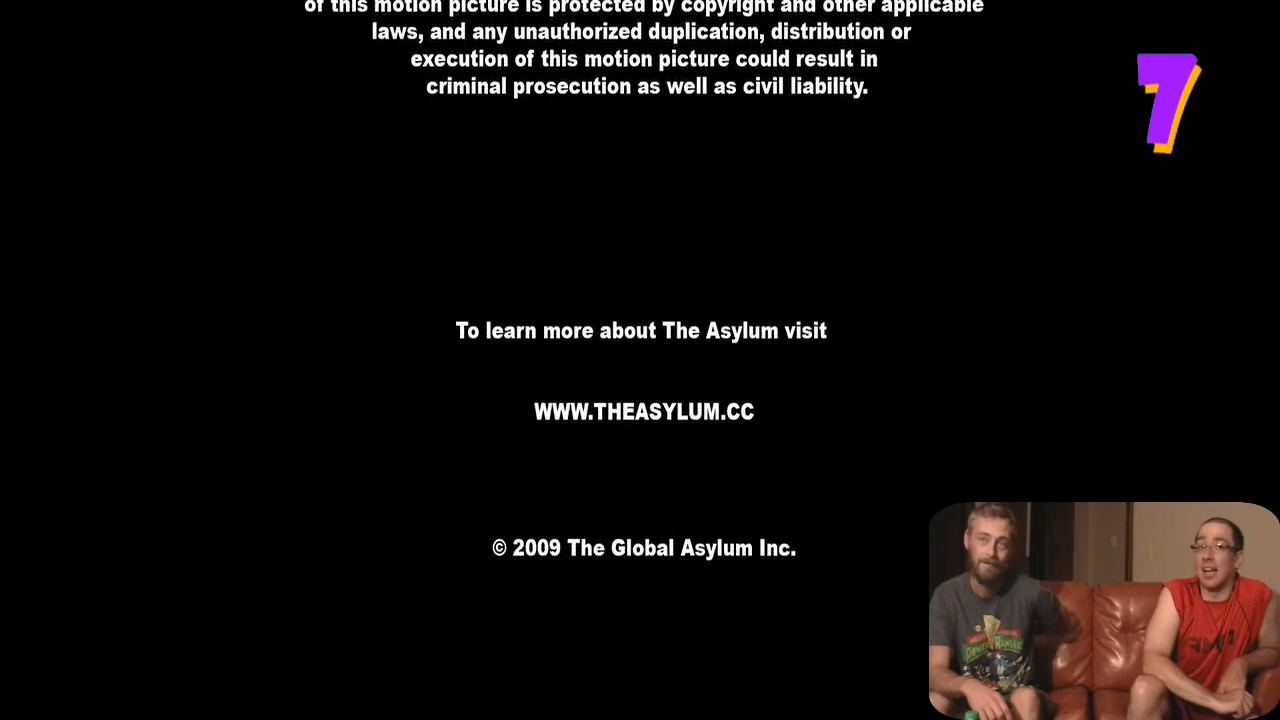 of this motion picture is protected by copyright and other applicable
laws, and any unauthorized duplication, distribution or
execution of this motion picture could result in
criminal prosecution as well as civil liability.
7
To learn more about The Asylum visit
WWW.THEASYLUM.CC
© 2009 The Global Asylum Inc.
POWER RANGERS